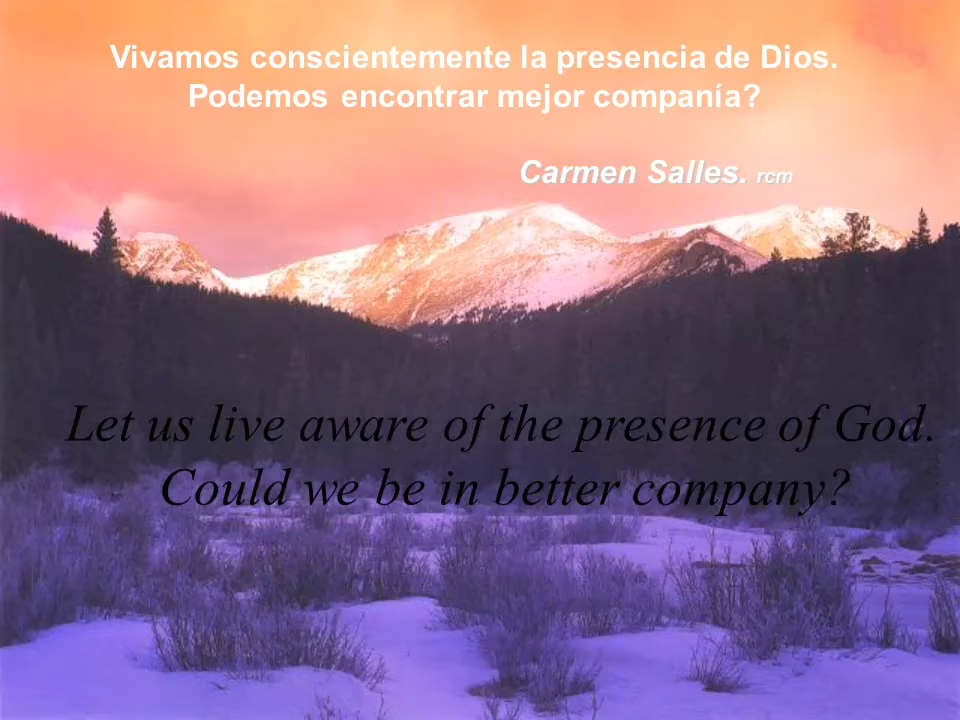 Vivamos conscientemente la presencia de Dios.
Podemos encontrar mejor companía?
Carmen Salles. rcm
Let us live aware of the presence of God.
Could we be in better company?